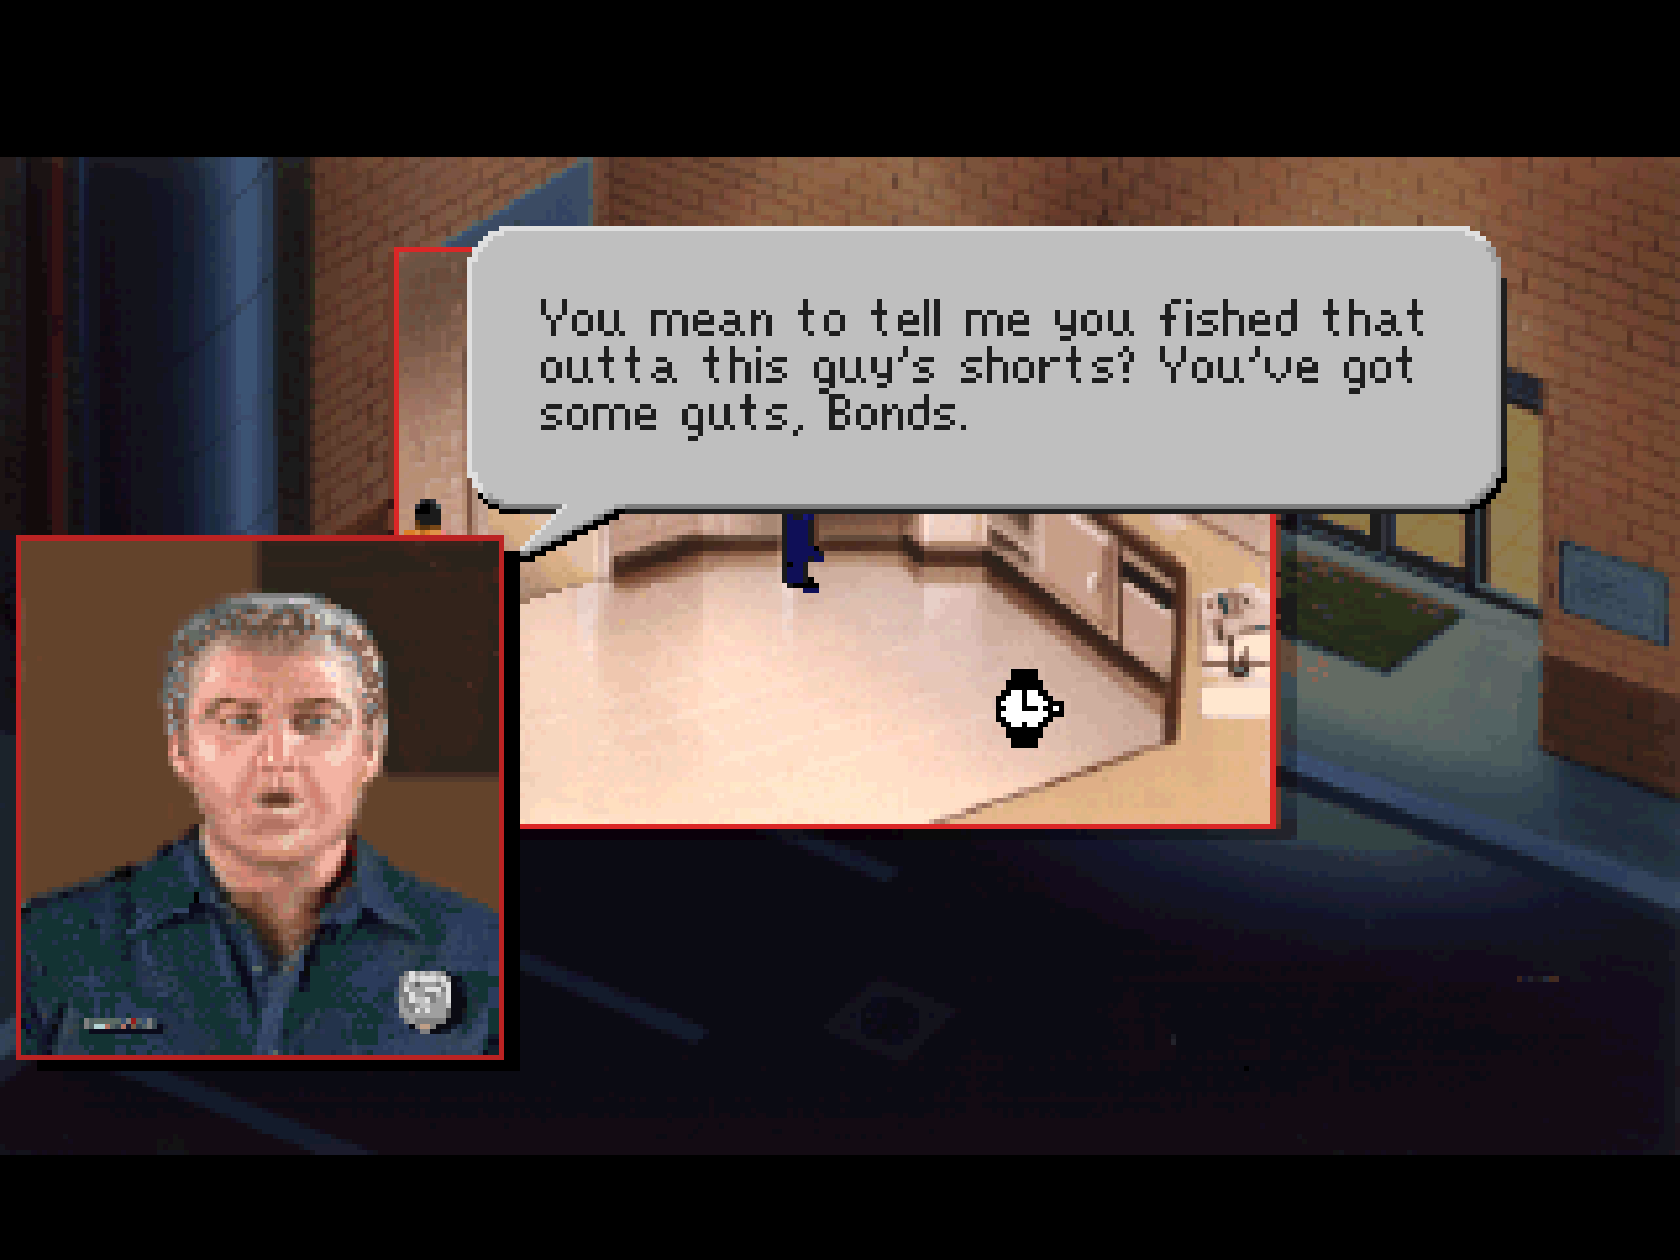 You mean to tell me you fished that
outta this guy's shorts? You've got
some guts, Bonds.